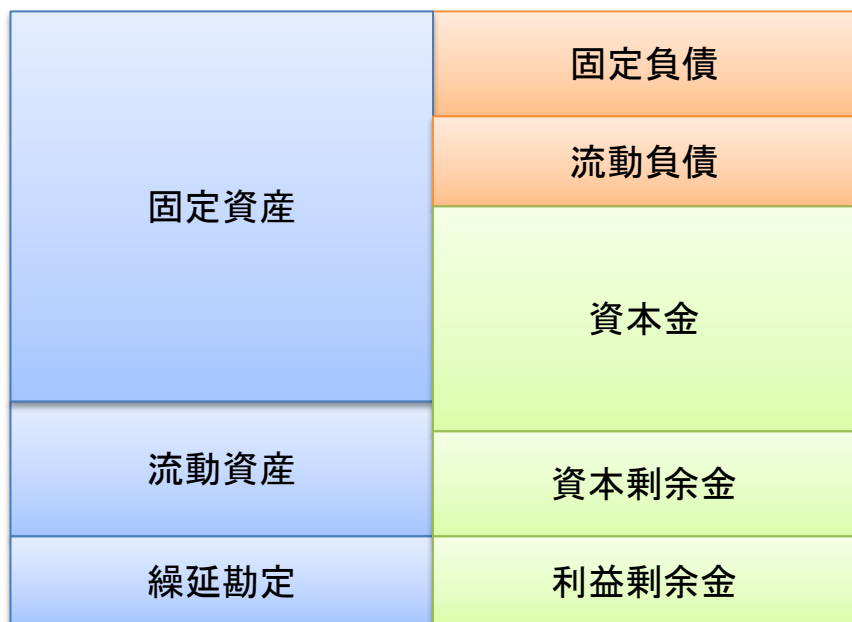 固定資産
流動資産
繰延勘定
固定負債
流動負債
資本金
資本剰余金
利益剰余金